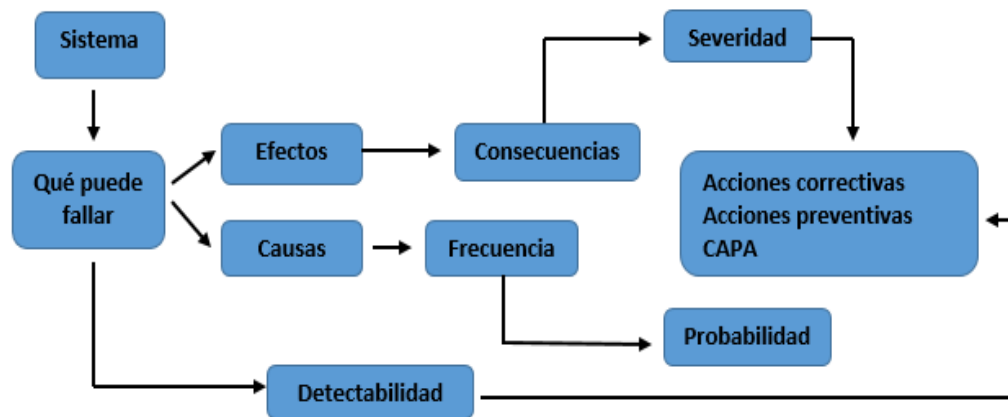 Sistema
Severidad
Efectos
Consecuencias
Qué puede
fallar
Acciones correctivas
Acciones preventivas
CAPA
Causas
Frecuencia
Probabilidad
Detectabilidad